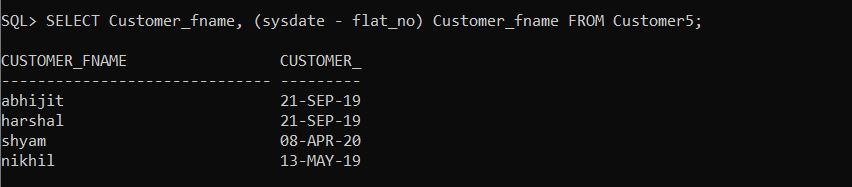 SQL> SELECT Customer_fname, (sysdate - flat_no) Customer_fname FROM Customer5;
CUSTOMER_FNAME CUSTOMER_
------------------------------ ---------
abhijit 21-SEP-19
harshal 21-SEP-19
shyam 08-APR-20
nikhil 13-MAY-19